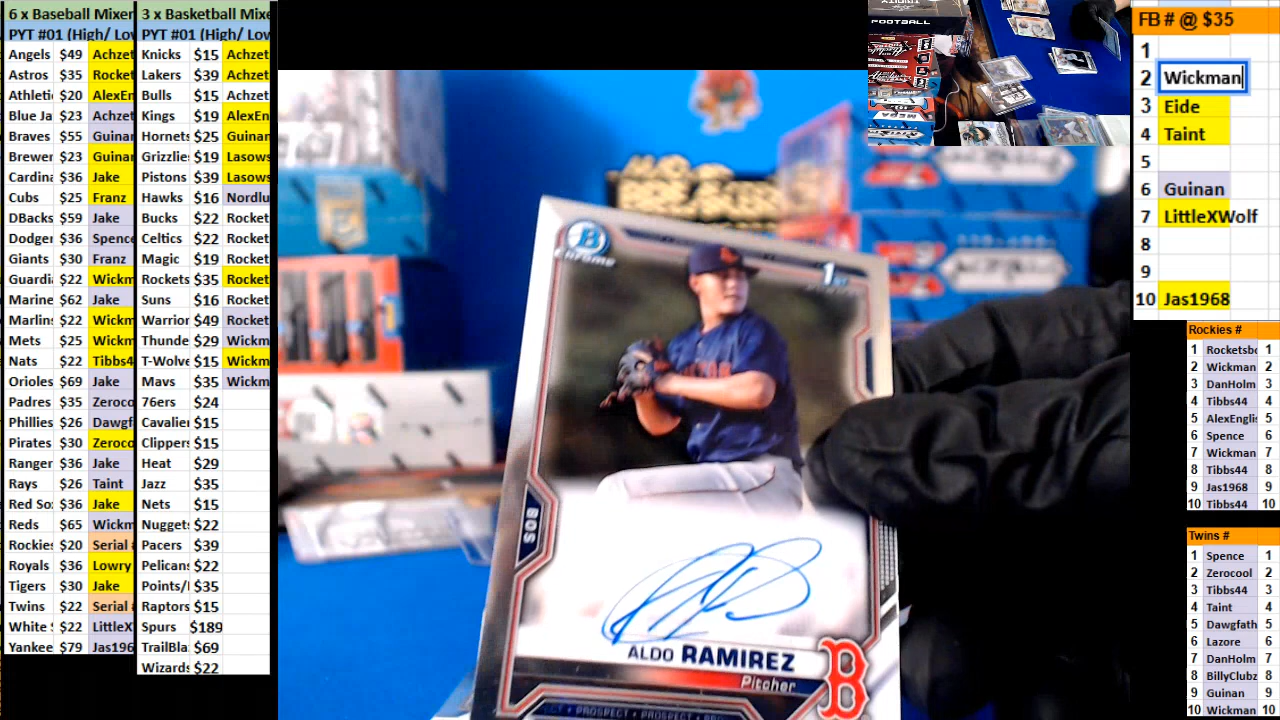 6 x Baseball Mixer
PYT #01 (High/ Lov
Angels $49 Achzet
Astros $35 Rocket
Athletic $20 AlexEn
Blue Ja $23 Achzet
Braves $55 Guinar
Brewer $23 Guinar
Cardina $36 Jake
Cubs $25 Franz
DBacks $59 Jake
Dodger $36 Spence
Giants $30 Franz
Guardi $22 Wickm
Marine $62 Jake
Marlins $22 Wickm
Mets $25 Wickm
Nats $22 Tibbs4
Orioles $69 Jake
Padres $35 Zeroco
Phillies $26 Dawgf
Pirates $30 Zeroco
Ranger $36 Jake
Rays $26 Taint
Red So $36 Jake
Reds $65 Wickm
Rockies $20 Serial #
Royals $36 Lowry
Tigers $30 Jake
Twins $22 Serial #
White S $22 LittleX
Yankee $79 Jas196
3 x Basketball Mixe
PYT #01 (High/ Lov
Knicks $15 Achzet
Lakers $39 Achzet
Bulls $15 Achzet
Kings $19 AlexEn
Hornets $25 Guinar
Grizzlie $19 Lasows
Pistons $39 Lasows
Hawks $16 Nordlu
Bucks $22 Rocket
Celtics $22 Rocket
Magic $19 Rocket
Rockets $35 Rocket
Suns $16 Rocket
Warrior $49 Rocket
Thunde $29 Wickm
T-Wolve $15 Wickm
Mavs $35 Wickm
76ers $24
Cavalie $15
Clippers $15
Heat $29
Jazz $35
Nets $15
Nugget $22
Pacers $39
Pelican $22
Points/ $35
Raptors $15
Spurs $189
TrailBla $69
Wizards $22
FOOTBALL
B
CHROME
1st
BOS
ALDO RAMIREZ
Pitcher
B
PROSPECT
FB # @ $35
1
2 Wickman
3 Eide
4 Taint
5
6 Guinan
7 LittleXWolf
8
9
10 Jas1968
Rockies #
1 Rocketsbo 1
2 Wickman 2
3 DanHolm 3
4 Tibbs44 4
5 AlexEnglis 5
6 Spence 6
7 Wickman 7
8 Tibbs44 8
9 Jas1968 9
10 Tibbs44 10
Twins #
1 Spence 1
2 Zerocool 2
3 Tibbs44 3
4 Taint 4
5 Dawgfath 5
6 Lazore 6
7 DanHolm 7
8 BillyClubz 8
9 Guinan 9
10 Wickman 10